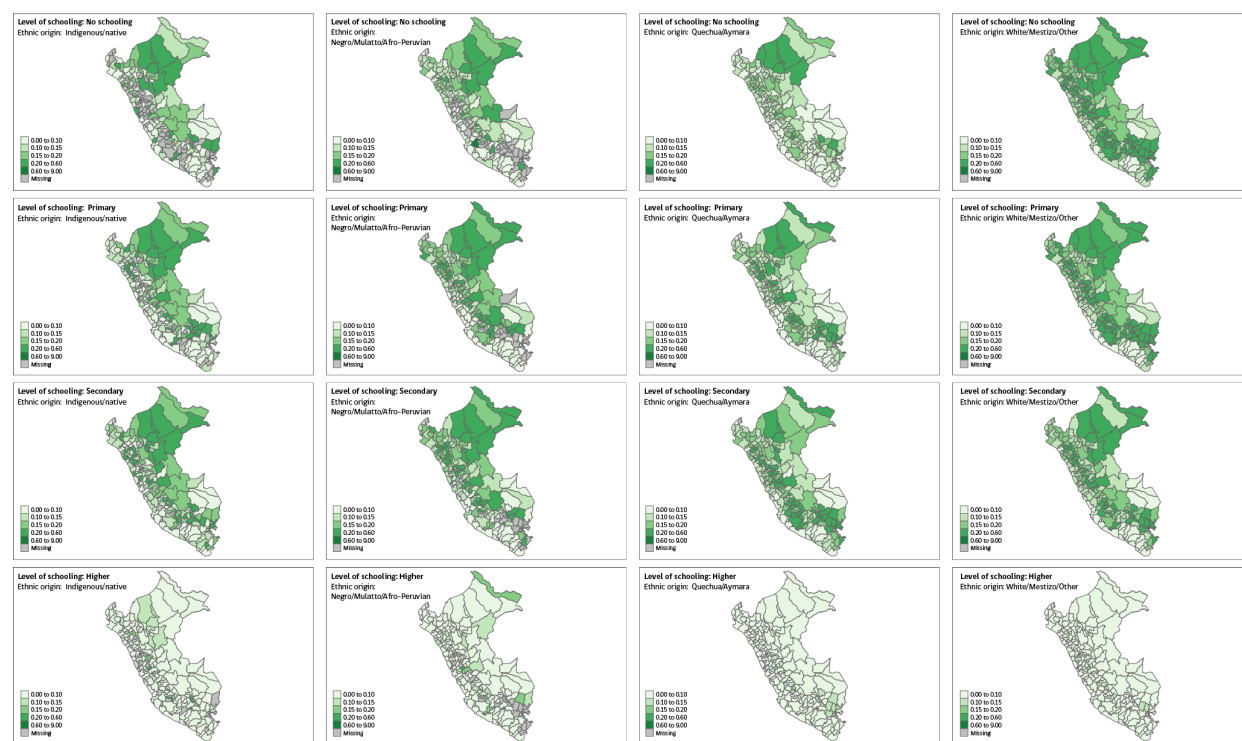 Level of schooling: No schooling
Ethnic origin: Indigenous/native
0.00 to 0.10
0.10 to 0.15
0.15 to 0.20
0.20 to 0.60
0.60 to 9.00
Missing
Level of schooling: No schooling
Ethnic origin:
Negro/Mulatto/Afro-Peruvian
0.00 to 0.10
0.10 to 0.15
0.15 to 0.20
0.20 to 0.60
0.60 to 9.00
Missing
Level of schooling: No schooling
Ethnic origin: Quechua/Aymara
0.00 to 0.10
0.10 to 0.15
0.15 to 0.20
0.20 to 0.60
0.60 to 9.00
Missing
Level of schooling: No schooling
Ethnic origin: White/Mestizo/Other
0.00 to 0.10
0.10 to 0.15
0.15 to 0.20
0.20 to 0.60
0.60 to 9.00
Missing
Level of schooling: Primary
Ethnic origin: Indigenous/native
0.00 to 0.10
0.10 to 0.15
0.15 to 0.20
0.20 to 0.60
0.60 to 9.00
Missing
Level of schooling: Primary
Ethnic origin:
Negro/Mulatto/Afro-Peruvian
0.00 to 0.10
0.10 to 0.15
0.15 to 0.20
0.20 to 0.60
0.60 to 9.00
Missing
Level of schooling: Primary
Ethnic origin: Quechua/Aymara
0.00 to 0.10
0.10 to 0.15
0.15 to 0.20
0.20 to 0.60
0.60 to 9.00
Missing
Level of schooling: Primary
Ethnic origin: White/Mestizo/Other
0.00 to 0.10
0.10 to 0.15
0.15 to 0.20
0.20 to 0.60
0.60 to 9.00
Missing
Level of schooling: Secondary
Ethnic origin: Indigenous/native
0.00 to 0.10
0.10 to 0.15
0.15 to 0.20
0.20 to 0.60
0.60 to 9.00
Missing
Level of schooling: Secondary
Ethnic origin:
Negro/Mulatto/Afro-Peruvian
0.00 to 0.10
0.10 to 0.15
0.15 to 0.20
0.20 to 0.60
0.60 to 9.00
Missing
Level of schooling: Secondary
Ethnic origin: Quechua/Aymara
0.00 to 0.10
0.10 to 0.15
0.15 to 0.20
0.20 to 0.60
0.60 to 9.00
Missing
Level of schooling: Secondary
Ethnic origin: White/Mestizo/Other
0.00 to 0.10
0.10 to 0.15
0.15 to 0.20
0.20 to 0.60
0.60 to 9.00
Missing
Level of schooling: Higher
Ethnic origin: Indigenous/native
0.00 to 0.10
0.10 to 0.15
0.15 to 0.20
0.20 to 0.60
0.60 to 9.00
Missing
Level of schooling: Higher
Ethnic origin:
Negro/Mulatto/Afro-Peruvian
0.00 to 0.10
0.10 to 0.15
0.15 to 0.20
0.20 to 0.60
0.60 to 9.00
Missing
Level of schooling: Higher
Ethnic origin: Quechua/Aymara
0.00 to 0.10
0.10 to 0.15
0.15 to 0.20
0.20 to 0.60
0.60 to 9.00
Missing
Level of schooling: Higher
Ethnic origin: White/Mestizo/Other
0.00 to 0.10
0.10 to 0.15
0.15 to 0.20
0.20 to 0.60
0.60 to 9.00
Missing